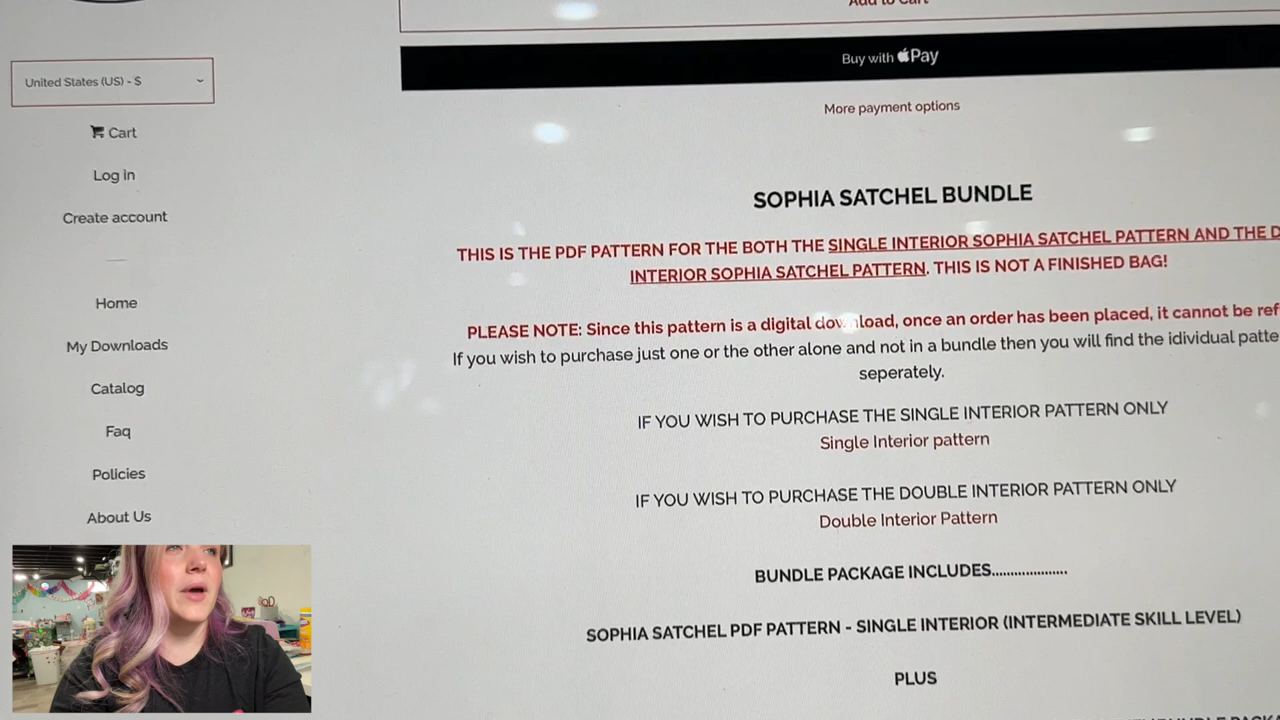 Add to Cart
United States (US) - $
Buy with Pay
More payment options
Cart
Log in
Create account
Home
My Downloads
Catalog
Faq
Policies
About Us
SOPHIA SATCHEL BUNDLE
THIS IS THE PDF PATTERN FOR THE BOTH THE SINGLE INTERIOR SOPHIA SATCHEL PATTERN AND THE D
INTERIOR SOPHIA SATCHEL PATTERN. THIS IS NOT A FINISHED BAG!
PLEASE NOTE: Since this pattern is a digital download, once an order has been placed, it cannot be ref
If you wish to purchase just one or the other alone and not in a bundle then you will find the idividual patte
seperately.
IF YOU WISH TO PURCHASE THE SINGLE INTERIOR PATTERN ONLY
Single Interior pattern
IF YOU WISH TO PURCHASE THE DOUBLE INTERIOR PATTERN ONLY
Double Interior Pattern
BUNDLE PACKAGE INCLUDES....................
SOPHIA SATCHEL PDF PATTERN - SINGLE INTERIOR (INTERMEDIATE SKILL LEVEL)
PLUS